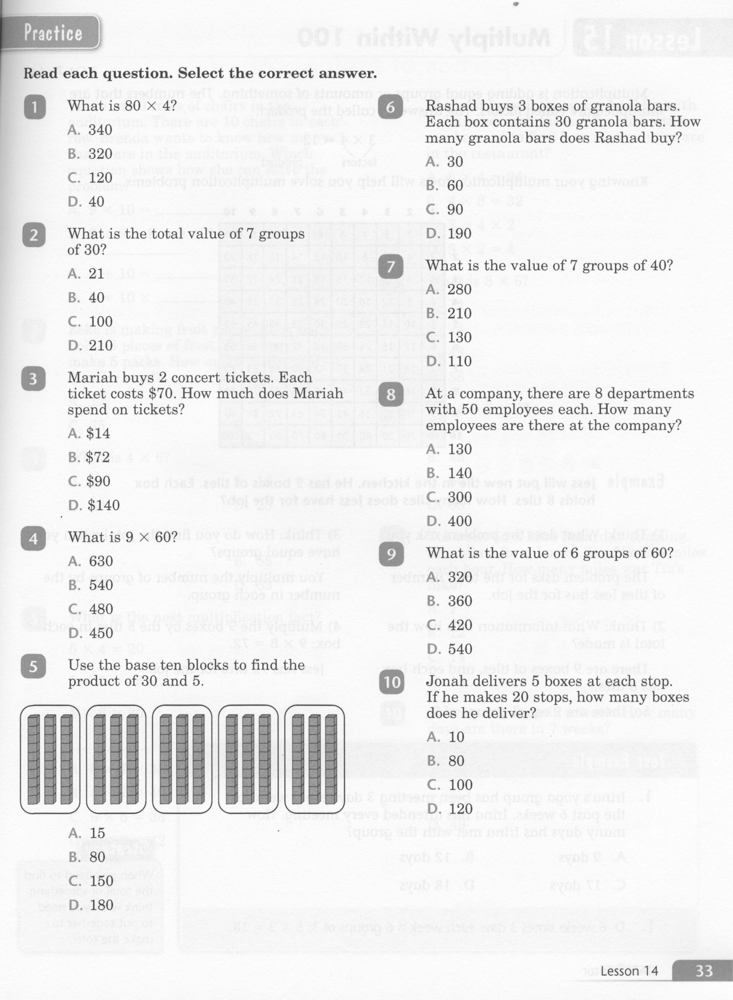 Practice
Read each question. Select the correct answer.
1 What is 80 × 4?
A. 340
B. 320
C. 120
D. 40
2 What is the total value of 7 groups
of 30?
A. 21
B. 40
C. 100
D. 210
3 Mariah buys 2 concert tickets. Each
ticket costs $70. How much does Mariah
spend on tickets?
A. $14
B. $72
C. $90
D. $140
4 What is 9 × 60?
A. 630
B. 540
C. 480
D. 450
5 Use the base ten blocks to find the
product of 30 and 5.
A. 15
B. 80
C. 150
D. 180
6 Rashad buys 3 boxes of granola bars.
Each box contains 30 granola bars. How
many granola bars does Rashad buy?
A. 30
B. 60
C. 90
D. 190
7 What is the value of 7 groups of 40?
A. 280
B. 210
C. 130
D. 110
8 At a company, there are 8 departments
with 50 employees each. How many
employees are there at the company?
A. 130
B. 140
C. 300
D. 400
9 What is the value of 6 groups of 60?
A. 320
B. 360
C. 420
D. 540
10 Jonah delivers 5 boxes at each stop.
If he makes 20 stops, how many boxes
does he deliver?
A. 10
B. 80
C. 100
D. 120
Lesson 14 33